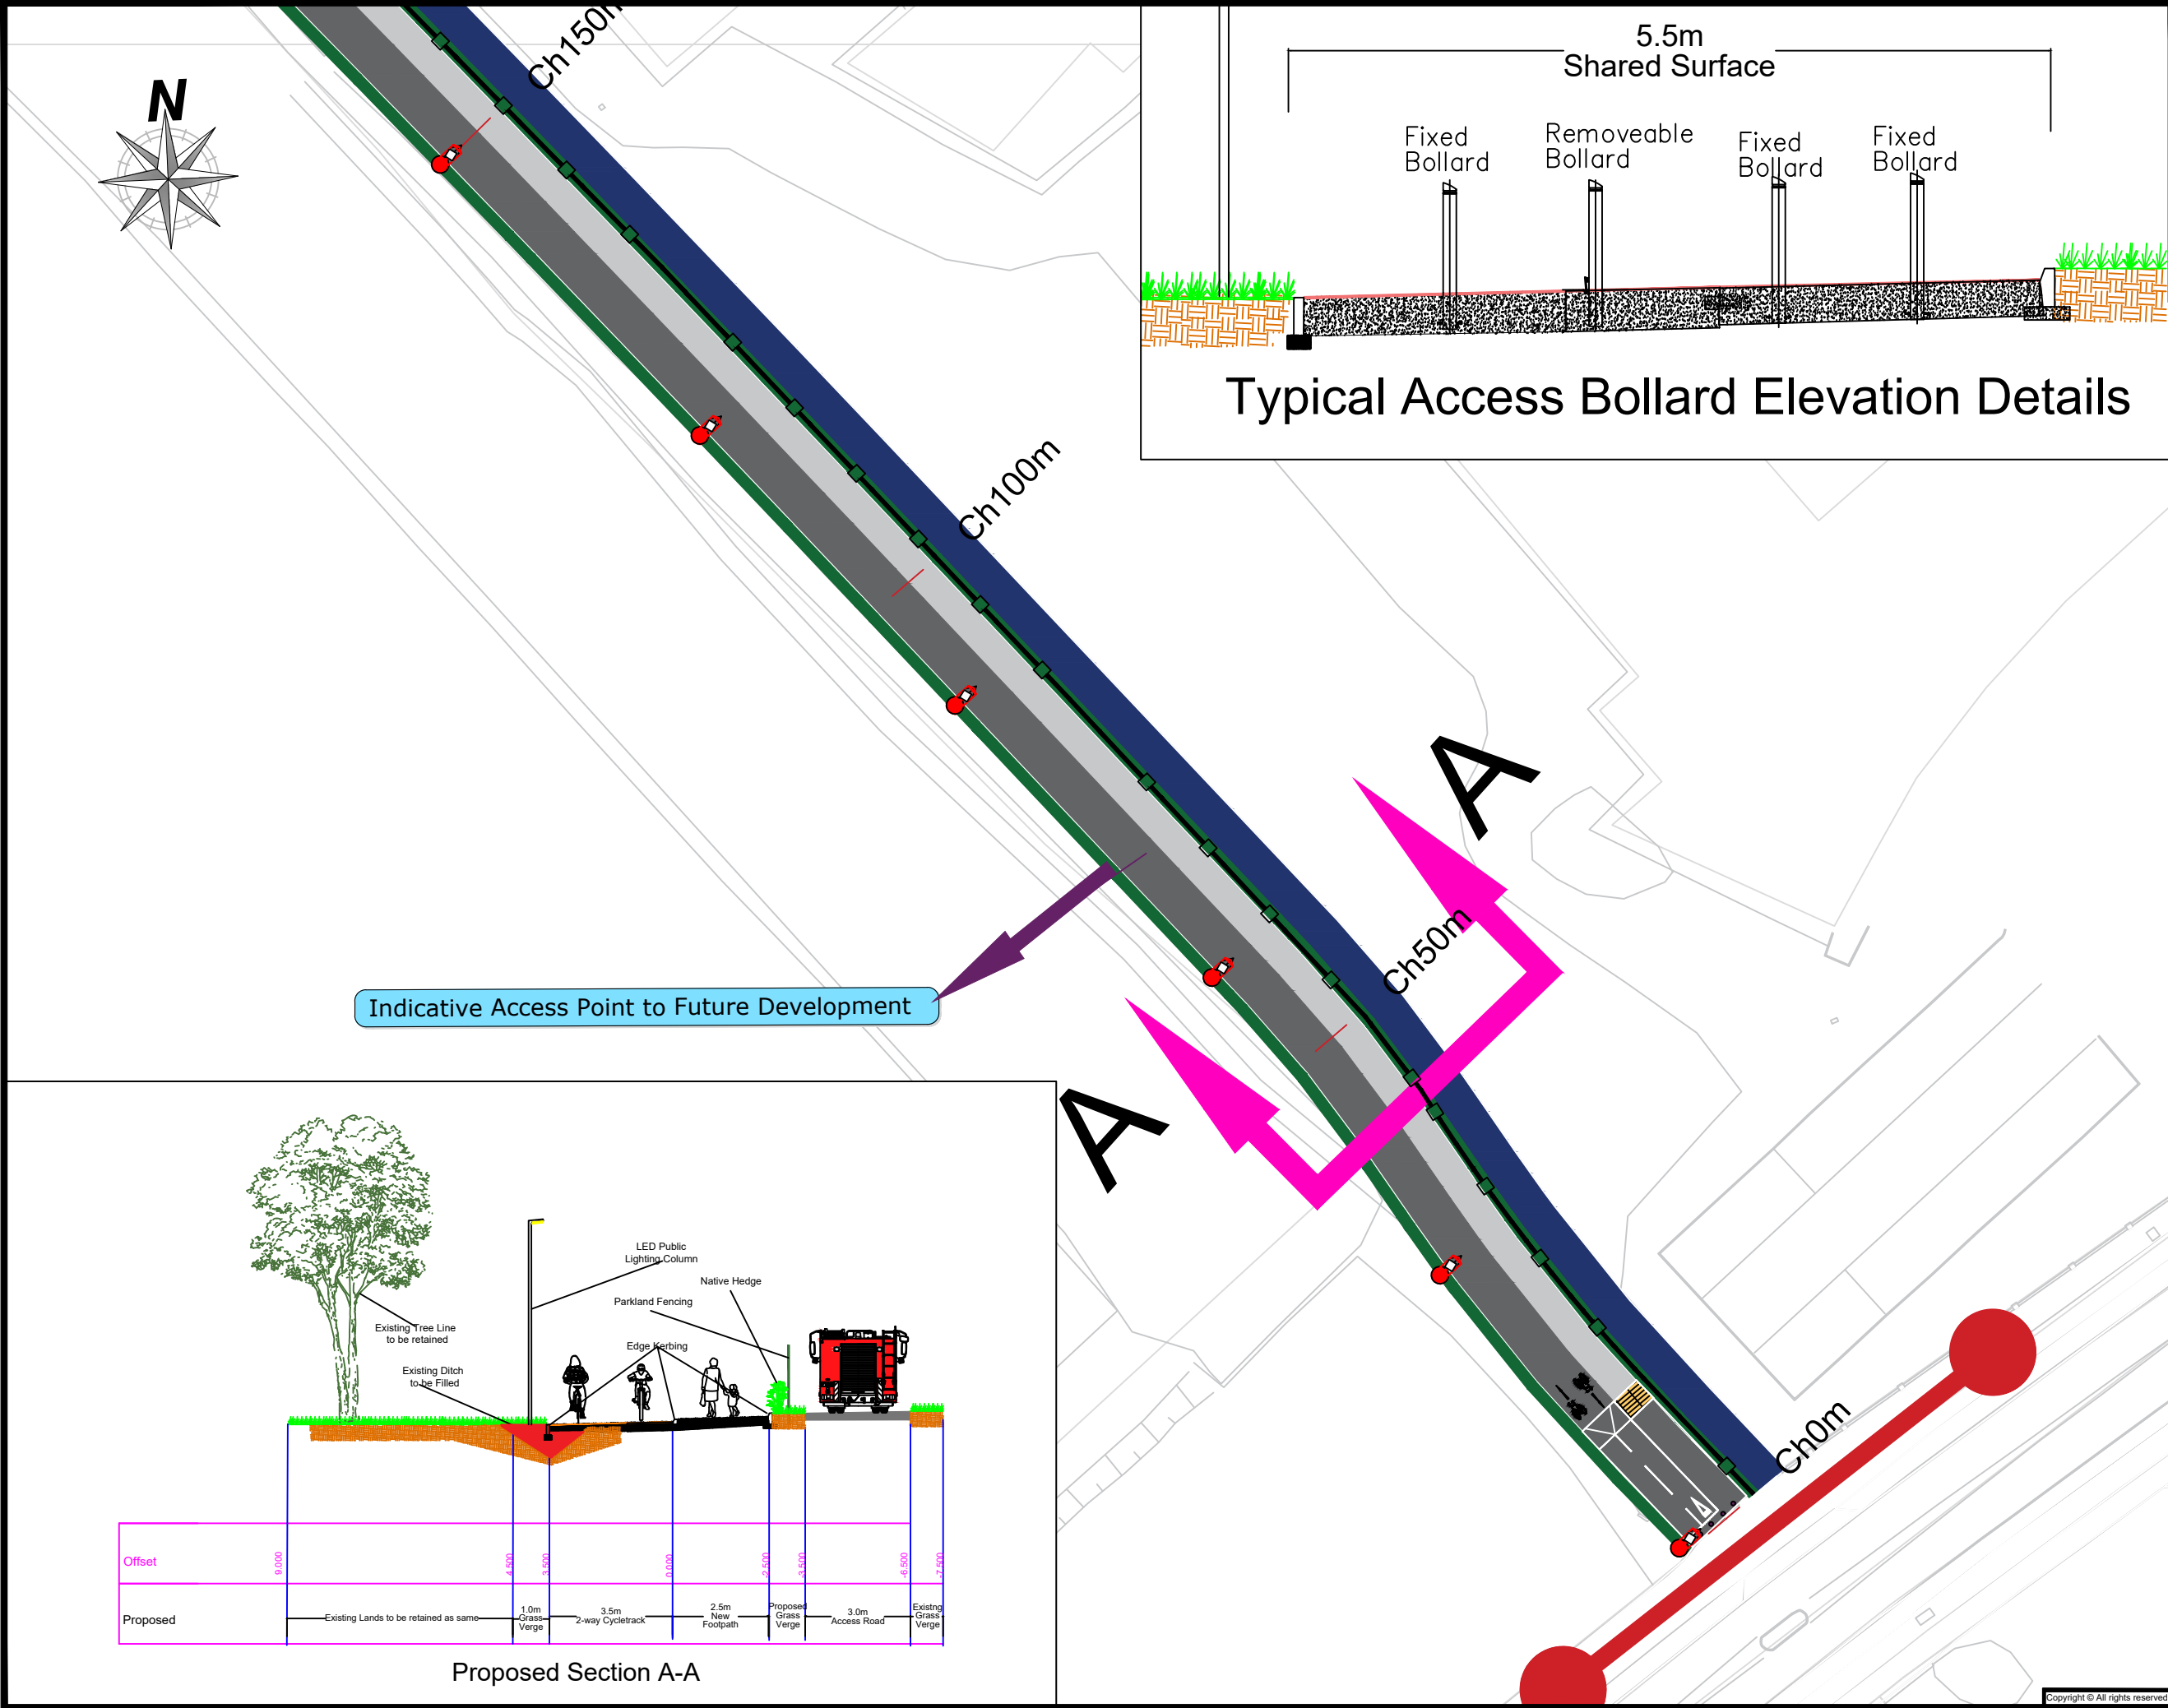 N
Ch150m
5.5m
Shared Surface
Fixed
Bollard
Removeable
Bollard
Fixed
Bollard
Fixed
Bollard
Typical Access Bollard Elevation Details
Ch100m
A
Ch50m
Indicative Access Point to Future Development
A
Ch0m
LED Public
Lighting Column
Native Hedge
Parkland Fencing
Existing Tree Line
to be retained
Edge Kerbing
Existing Ditch
to be Filled
Offset
9.000
4.500
3.500
0.000
-2.500
-3.500
-6.500
-7.500
Proposed
Existing Lands to be retained as same
1.0m
Grass
Verge
3.5m
2-way Cycletrack
2.5m
New
Footpath
Proposed
Grass
Verge
3.0m
Access Road
Existng
Grass
Verge
Proposed Section A-A
Copyright © All rights reserved